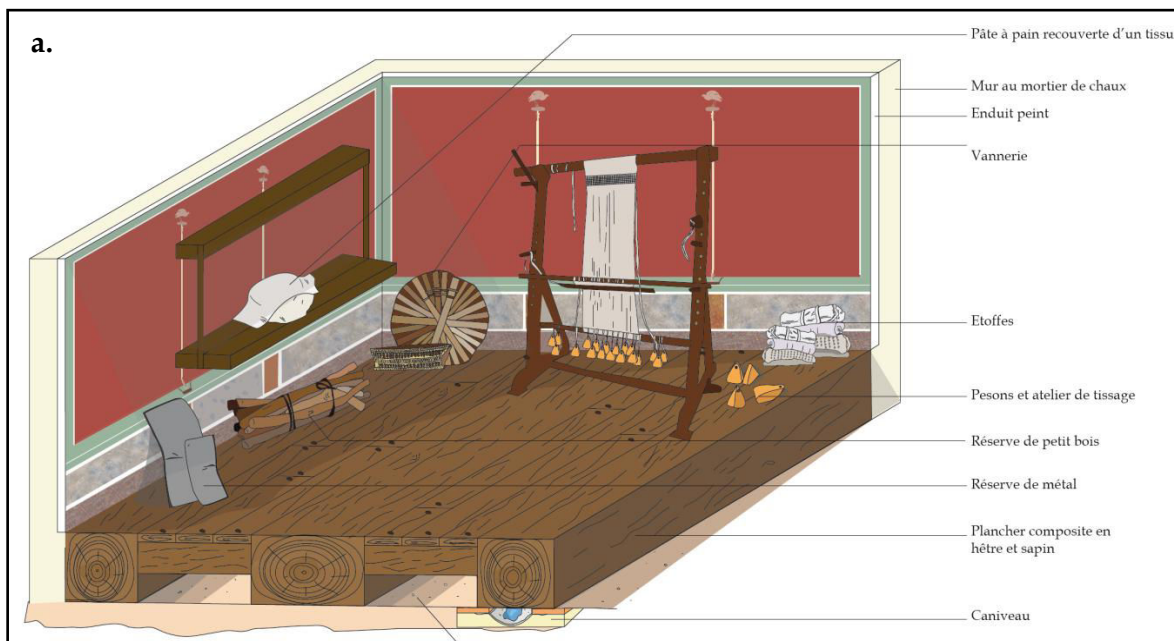 a.
Pâte à pain recouverte d'un tissu
Mur au mortier de chaux
Enduit peint
Vannerie
Etoffes
Pesons et atelier de tissage
Réserve de petit bois
Réserve de métal
Plancher composite en
hêtre et sapin
Caniveau